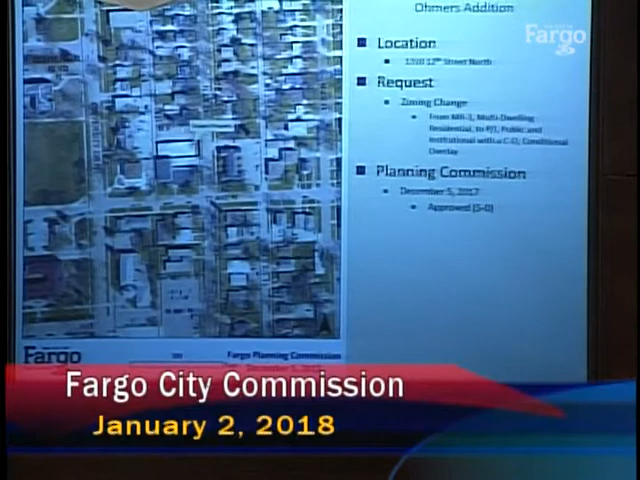 Ohmers Addition
Fargo
Location
12th Street North
Request
Zoning Change
From MR-3, Multi-Dwelling
Residential, to P/I, Public and
Institutional with a C-O, Conditional
Overlay
Planning Commission
December 5, 2017
Approved (5-0)
Fargo
Fargo Planning Commission
Fargo City Commission
January 2, 2018